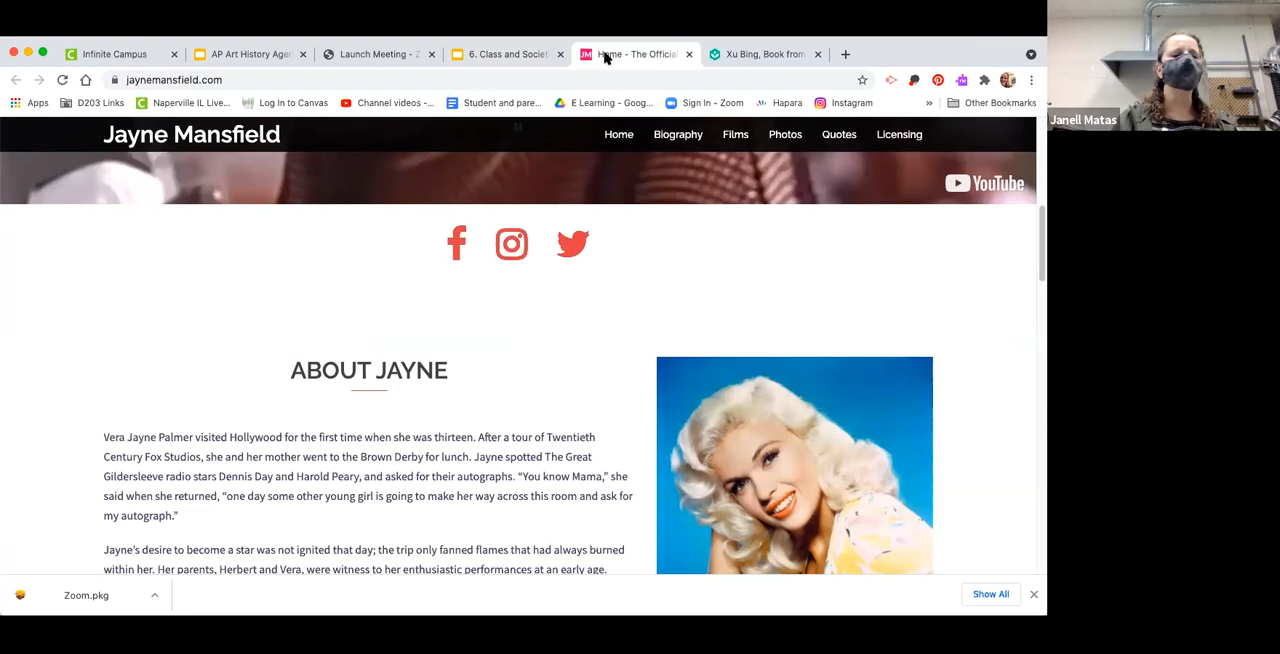 Infinite Campus
AP Art History Age
Launch Meeting - Z
6. Class and Societ
Home - The Official
Xu Bing, Book from
jaynemansfield.com
Apps
D203 Links
Naperville IL Live...
Log In to Canvas
Channel videos -...
Student and pare...
E Learning - Goog...
Sign In - Zoom
Hapara
Instagram
»
Other Bookmarks
Janell Matas
Jayne Mansfield
Home
Biography
Films
Photos
Quotes
Licensing
YouTube
ABOUT JAYNE
Vera Jayne Palmer visited Hollywood for the first time when she was thirteen. After a tour of Twentieth
Century Fox Studios, she and her mother went to the Brown Derby for lunch. Jayne spotted The Great
Gildersleeve radio stars Dennis Day and Harold Peary, and asked for their autographs. “You know Mama,” she
said when she returned, “one day some other young girl is going to make her way across this room and ask for
my autograph.”
Jayne’s desire to become a star was not ignited that day; the trip only fanned flames that had always burned
within her. Her parents, Herbert and Vera, were witness to her enthusiastic performances at an early age.
Zoom.pkg
Show All